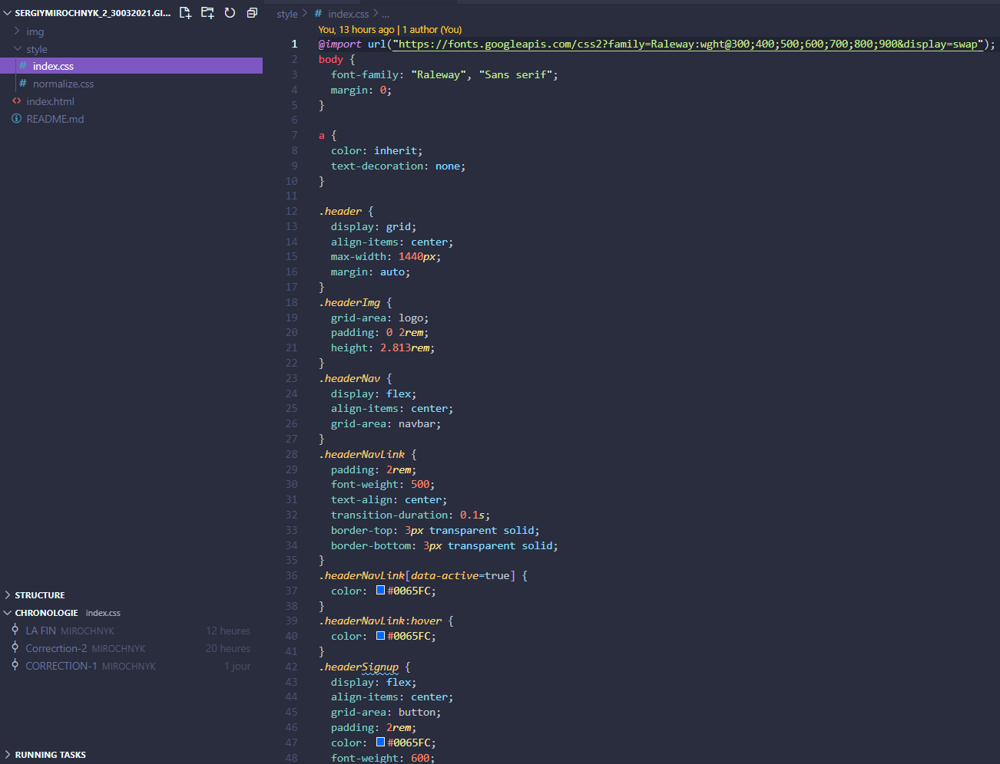 SERGIYMIROCHNYK_2_30032021.GI...
img
style
# index.css
# normalize.css
<> index.html
README.md
STRUCTURE
CHRONOLOGIE index.css
LA FIN MIROCHNYK 12 heures
Correcrtion-2 MIROCHNYK 20 heures
CORRECTION-1 MIROCHNYK 1 jour
RUNNING TASKS
style > # index.css > ...
You, 13 hours ago | 1 author (You)
1 @import url("https://fonts.googleapis.com/css2?family=Raleway:wght@300;400;500;600;700;800;900&display=swap");
2 body {
3 font-family: "Raleway", "Sans serif";
4 margin: 0;
5 }
6
7 a {
8 color: inherit;
9 text-decoration: none;
10 }
11
12 .header {
13 display: grid;
14 align-items: center;
15 max-width: 1440px;
16 margin: auto;
17 }
18 .headerImg {
19 grid-area: logo;
20 padding: 0 2rem;
21 height: 2.813rem;
22 }
23 .headerNav {
24 display: flex;
25 align-items: center;
26 grid-area: navbar;
27 }
28 .headerNavLink {
29 padding: 2rem;
30 font-weight: 500;
31 text-align: center;
32 transition-duration: 0.1s;
33 border-top: 3px transparent solid;
34 border-bottom: 3px transparent solid;
35 }
36 .headerNavLink[data-active=true] {
37 color: #0065FC;
38 }
39 .headerNavLink:hover {
40 color: #0065FC;
41 }
42 .headerSignup {
43 display: flex;
44 align-items: center;
45 grid-area: button;
46 padding: 2rem;
47 color: #0065FC;
48 font-weight: 600;